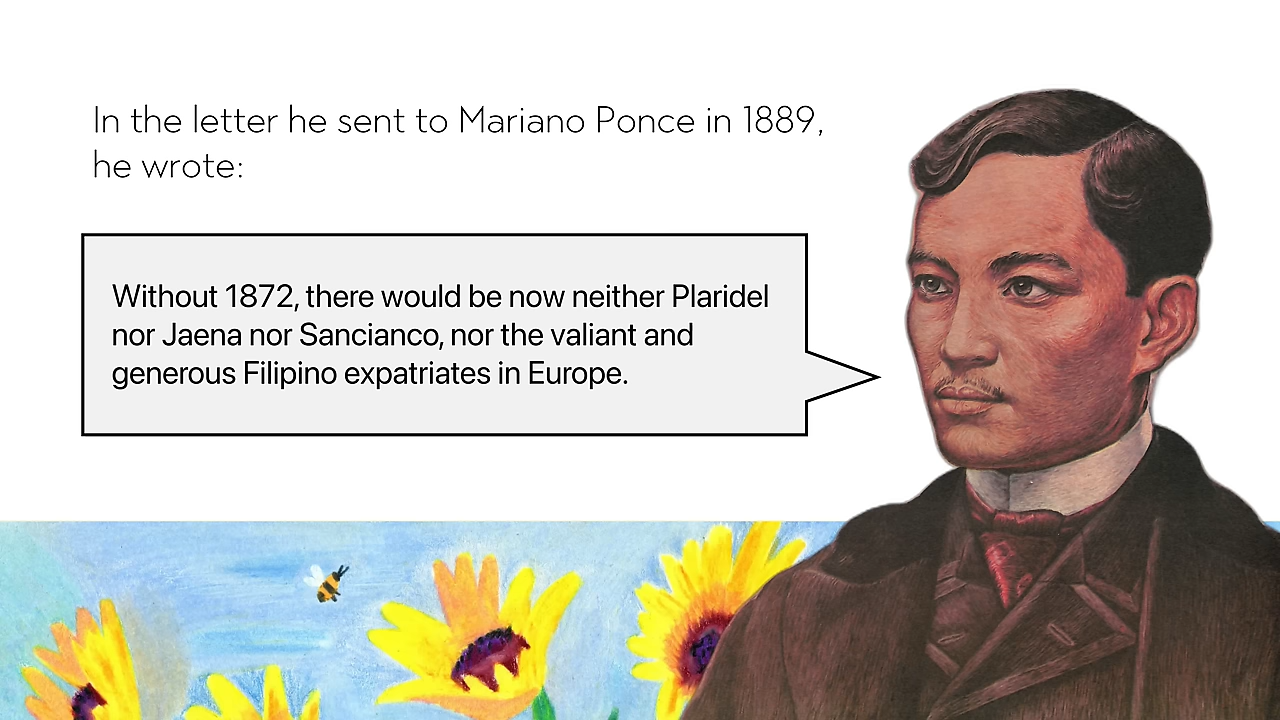 In the letter he sent to Mariano Ponce in 1889,
he wrote:
Without 1872, there would be now neither Plaridel
nor Jaena nor Sancianco, nor the valiant and
generous Filipino expatriates in Europe.